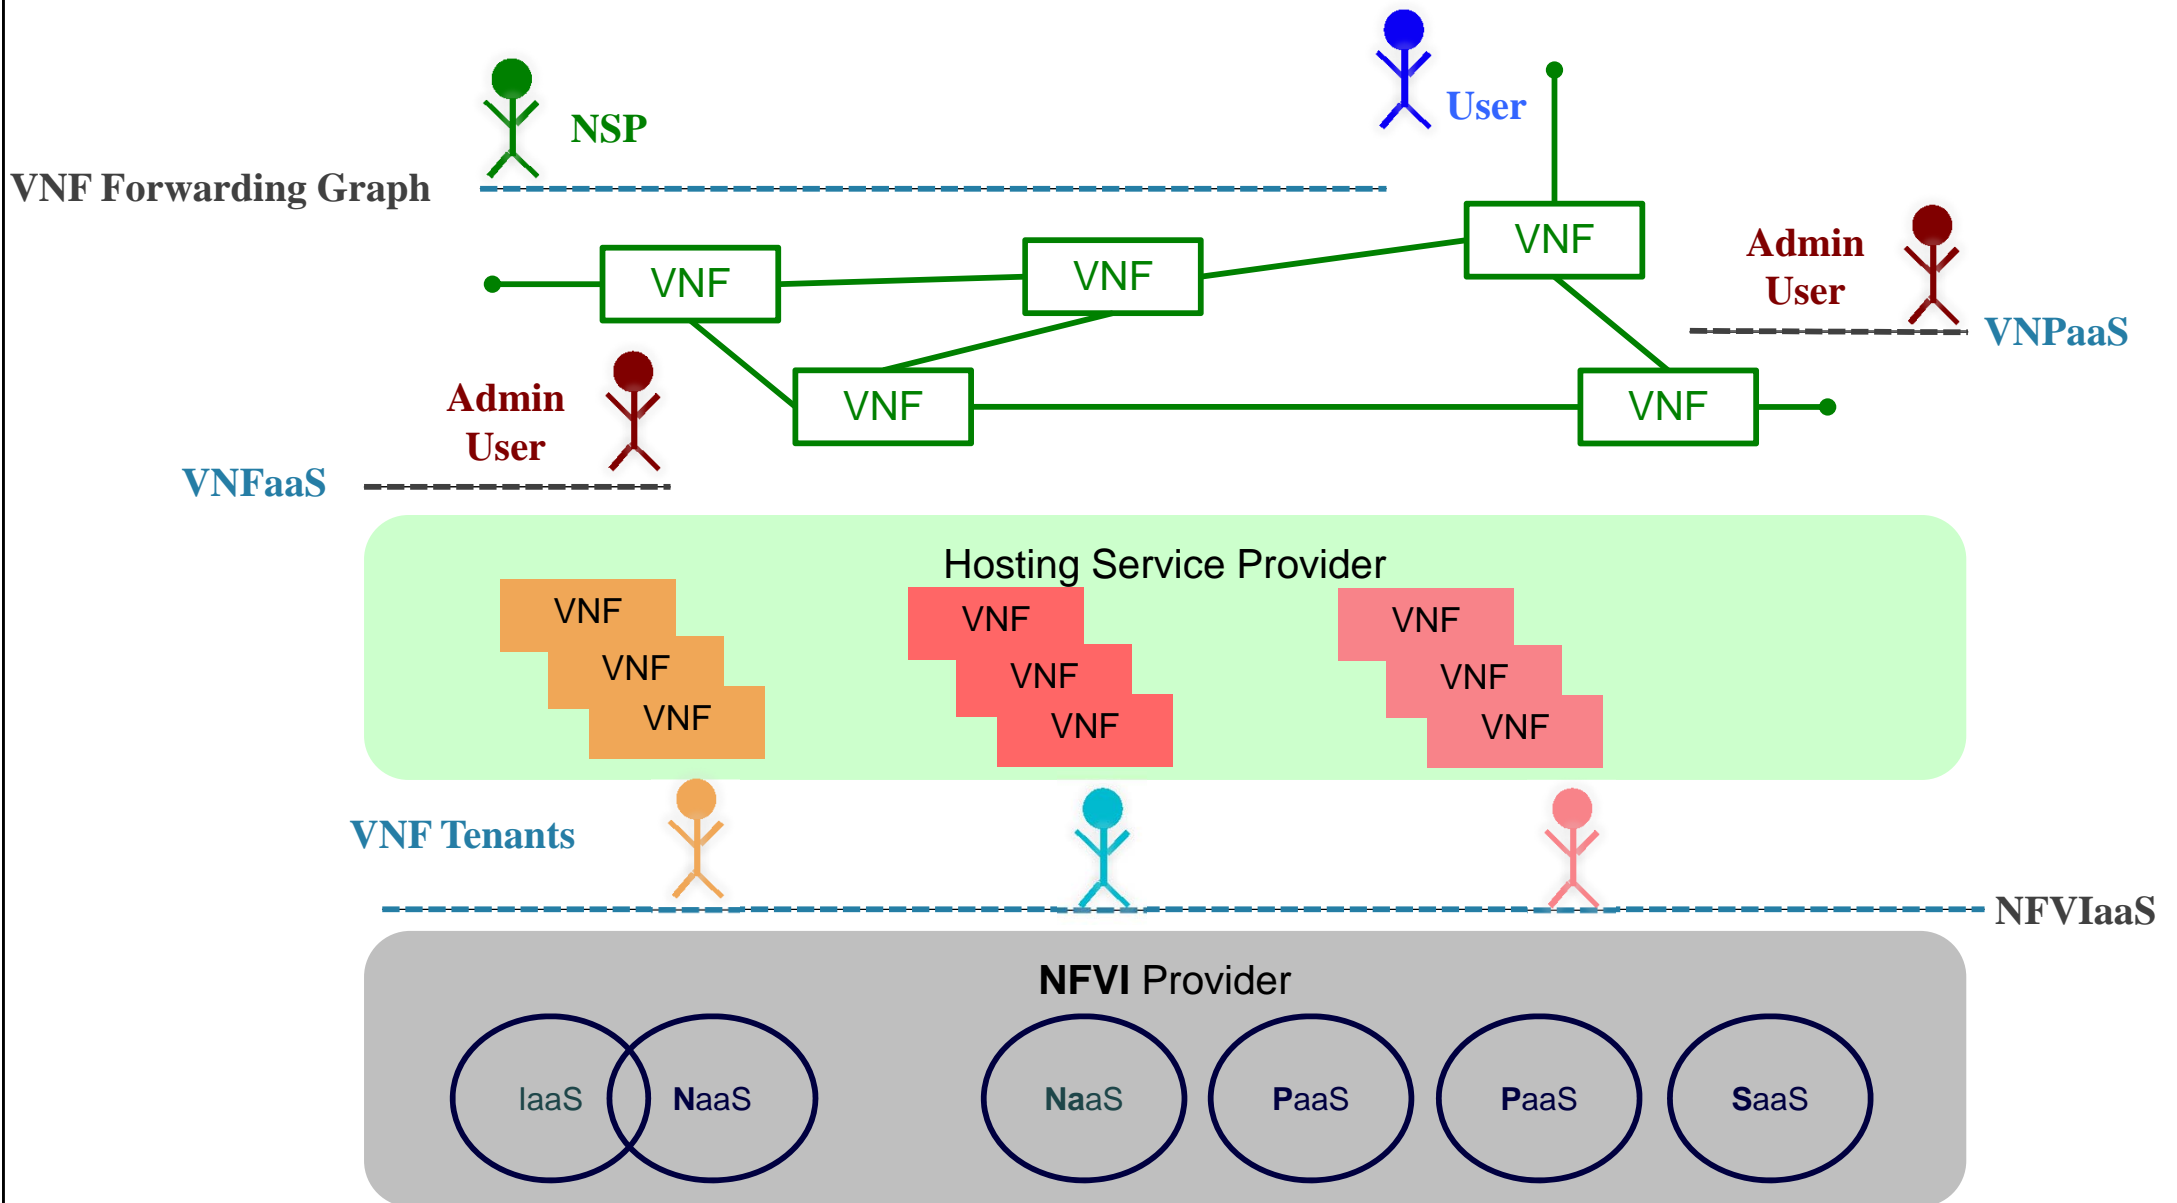 User
NSP
VNF Forwarding Graph
VNF
Admin
User
VNF
VNF
VNPaaS
Admin
User
VNF
VNF
VNFaaS
Hosting Service Provider
VNF
VNF
VNF
VNF
VNF
VNF
VNF
VNF
VNF
VNF Tenants
NFVIaaS
NFVI Provider
IaaS
NaaS
NaaS
PaaS
PaaS
SaaS